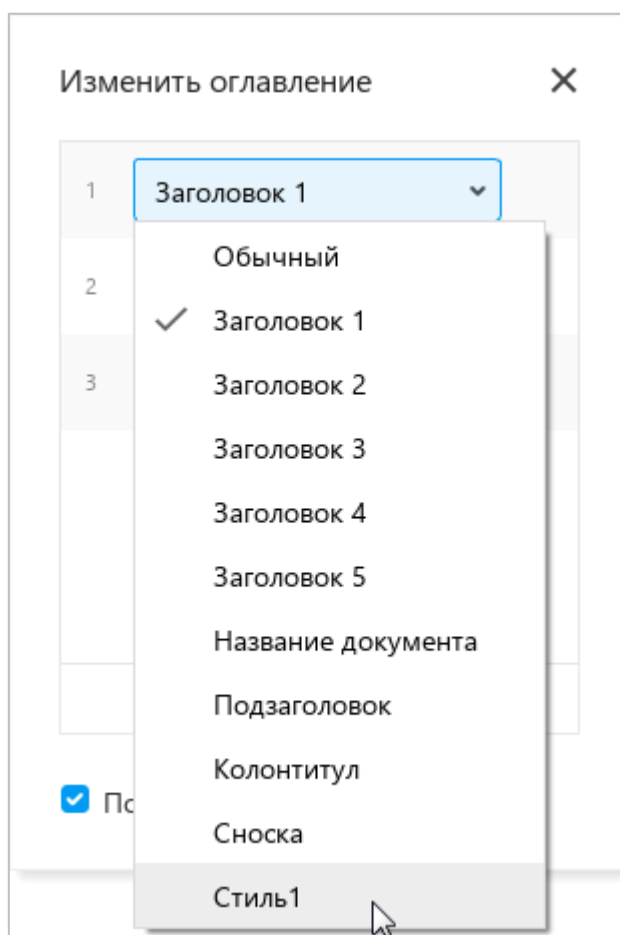 Изменить оглавление
1 Заголовок 1
Обычный
2
Заголовок 1
Заголовок 2
3
Заголовок 3
Заголовок 4
Заголовок 5
Название документа
Подзаголовок
Колонтитул
Сноска
Стиль1